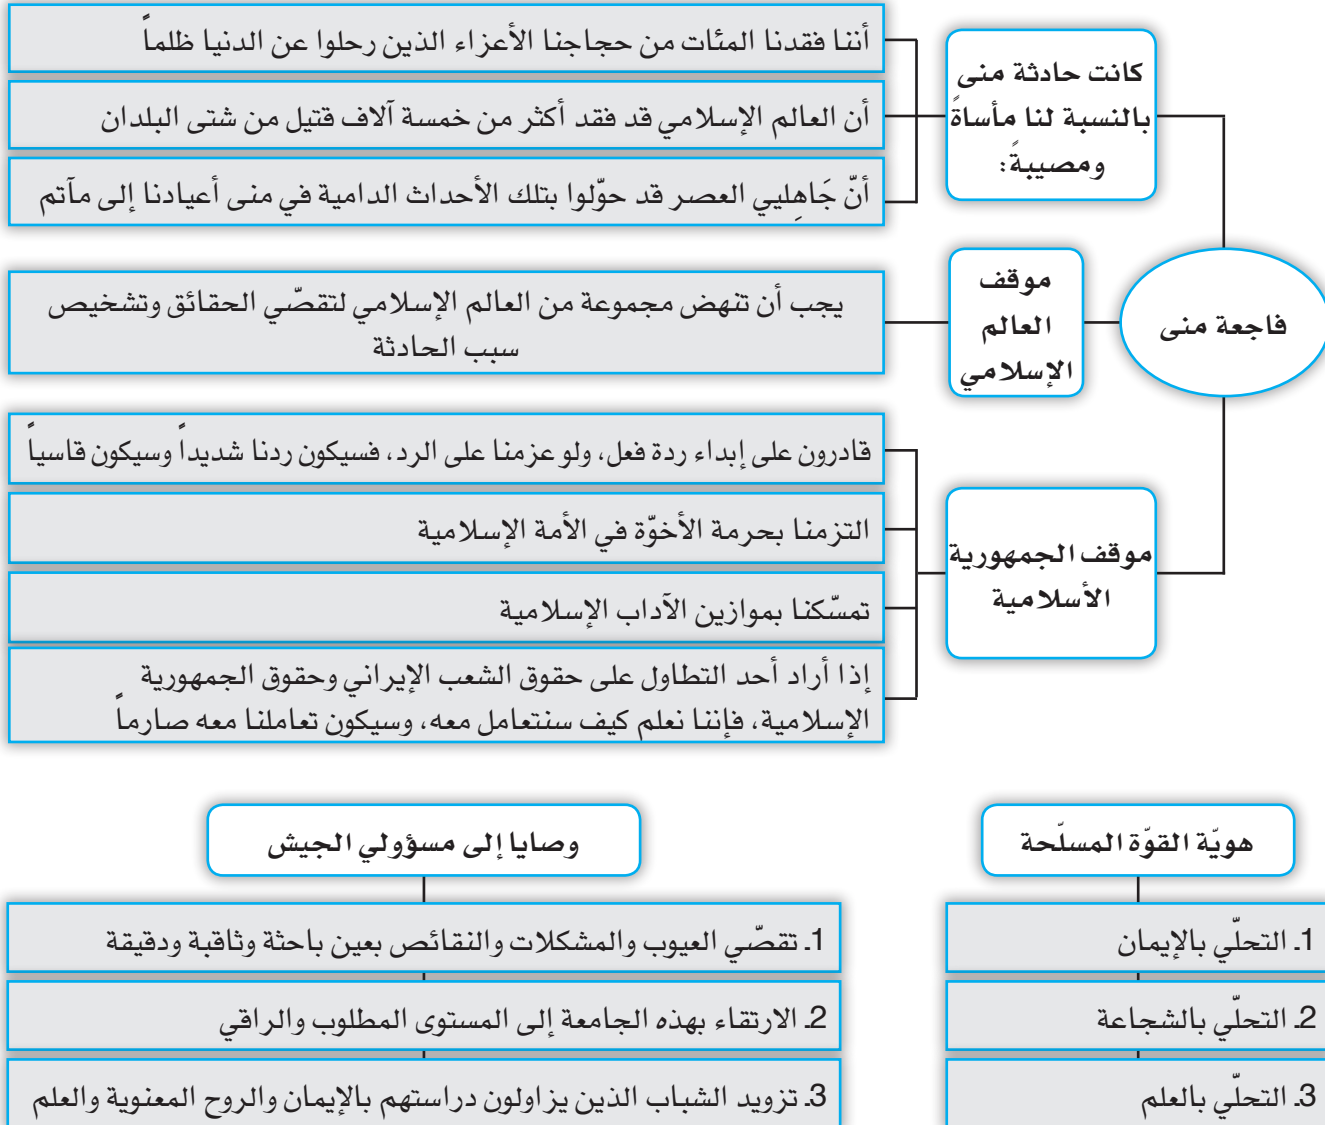 فاجعة منى
كانت حادثة منى
بالنسبة لنا مأساةً
ومصيبةً:
أننا فقدنا المئات من حجاجنا الأعزاء الذين رحلوا عن الدنيا ظلماً
أن العالم الإسلامي قد فقد أكثر من خمسة آلاف قتيل من شتى البلدان
أنّ جَاهِليي العصر قد حوّلوا بتلك الأحداث الدامية في منى أعيادنا إلى مآتم
موقف
العالم
الإسلامي
يجب أن تنهض مجموعة من العالم الإسلامي لتقصّي الحقائق وتشخيص
سبب الحادثة
موقف الجمهورية
الأسلامية
قادرون على إبداء ردة فعل، ولو عزمنا على الرد، فسيكون ردنا شديداً وسيكون قاسياً
التزمنا بحرمة الأخوّة في الأمة الإسلامية
تمسّكنا بموازين الآداب الإسلامية
إذا أراد أحد التطاول على حقوق الشعب الإيراني وحقوق الجمهورية
الإسلامية، فإننا نعلم كيف سنتعامل معه، وسيكون تعاملنا معه صارماً
هويّة القوّة المسلّحة
1. التحلّي بالإيمان
2. التحلّي بالشجاعة
3. التحلّي بالعلم
وصايا إلى مسؤولي الجيش
1. تقصّي العيوب والمشكلات والنقائص بعين باحثة وثاقبة ودقيقة
2. الارتقاء بهذه الجامعة إلى المستوى المطلوب والراقي
3. تزويد الشباب الذين يزاولون دراستهم بالإيمان والروح المعنوية والعلم